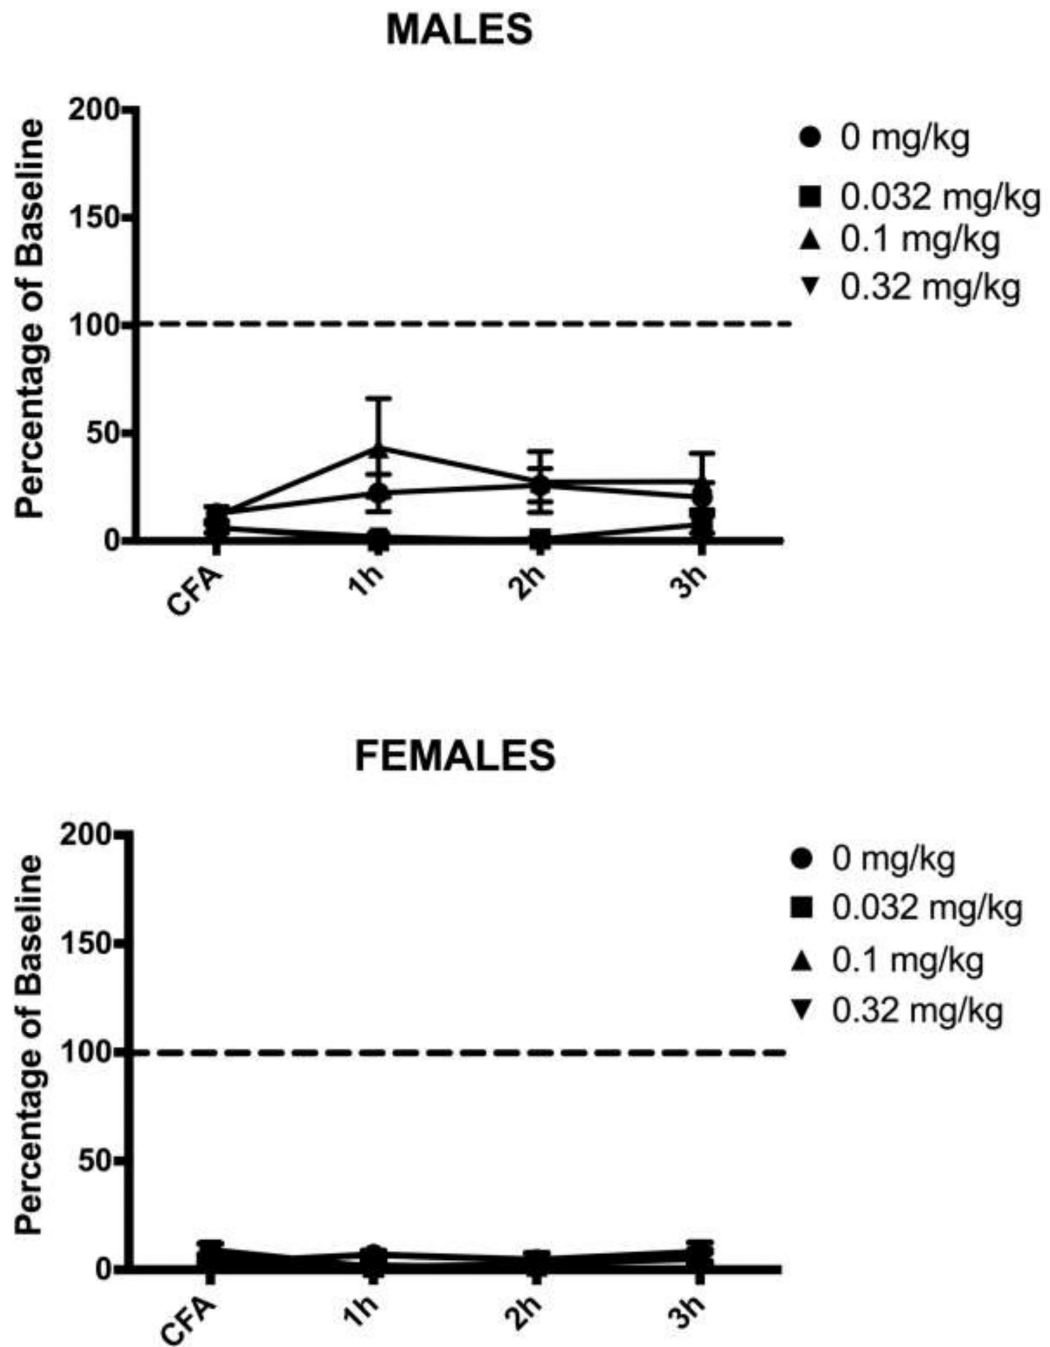 MALES
Percentage of Baseline
200
150
100
50
0
CFA
1h
2h
3h
0 mg/kg
0.032 mg/kg
0.1 mg/kg
0.32 mg/kg
FEMALES
Percentage of Baseline
200
150
100
50
0
CFA
1h
2h
3h
0 mg/kg
0.032 mg/kg
0.1 mg/kg
0.32 mg/kg